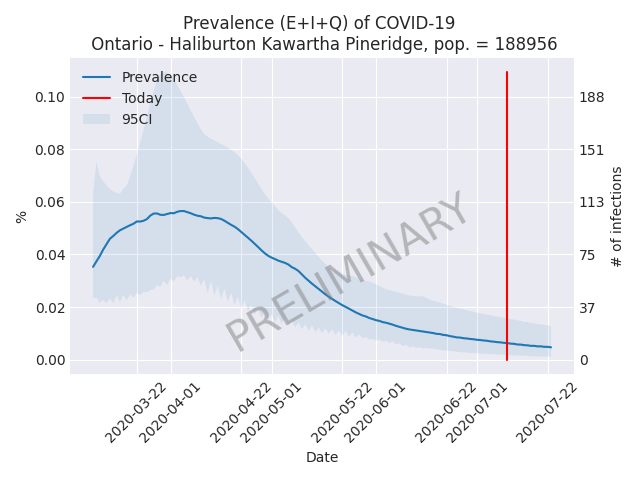 Prevalence (E+I+Q) of COVID-19
Ontario - Haliburton Kawartha Pineridge, pop. = 188956
Prevalence
Today
95CI
0.10
0.08
0.06
0.04
0.02
0.00
%
188
151
113
75
37
0
# of infections
PRELIMINARY
2020-03-22
2020-04-01
2020-04-22
2020-05-01
2020-05-22
2020-06-01
2020-06-22
2020-07-01
2020-07-22
Date